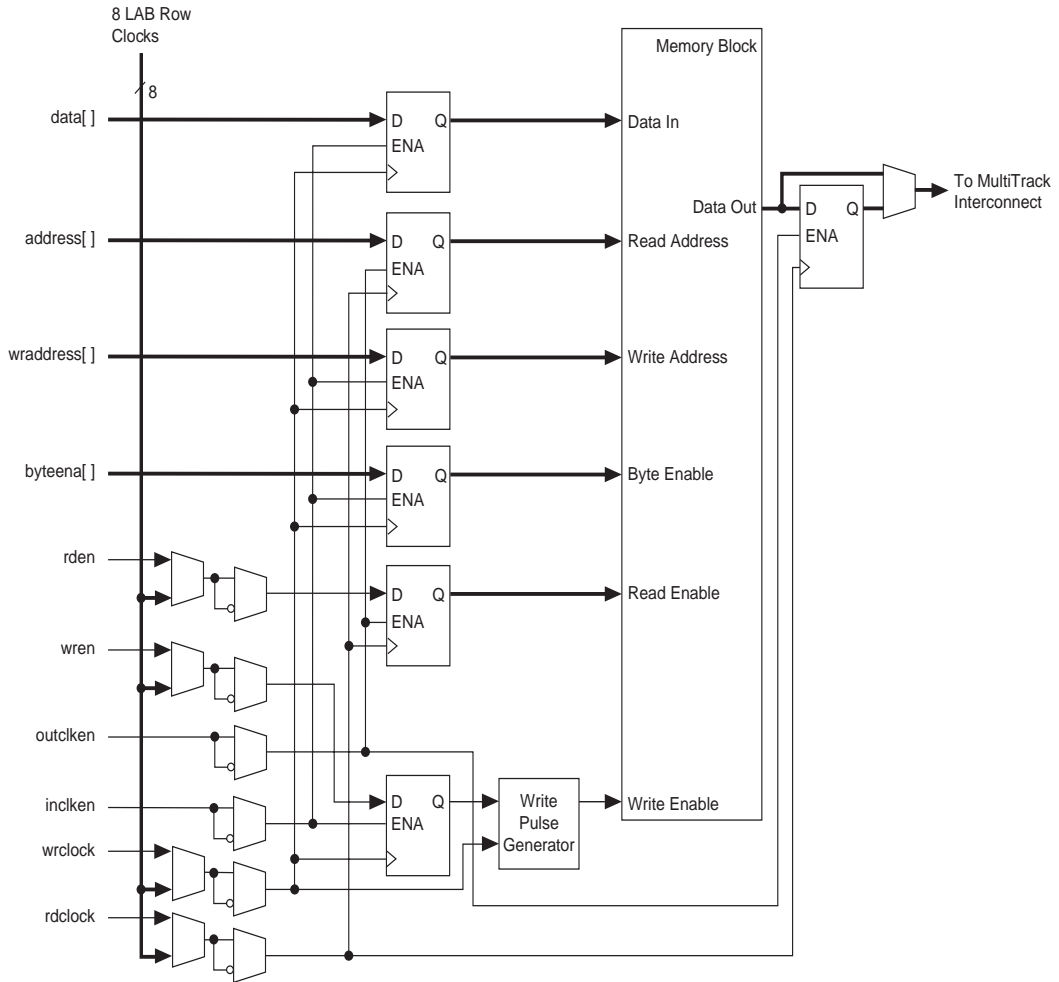 8 LAB Row
Clocks
Memory Block
8
data[ ]
D Q
ENA
Data In
To MultiTrack
Interconnect
Data Out
D Q
ENA
address[ ]
D Q
ENA
Read Address
wraddress[ ]
D Q
ENA
Write Address
byteena[ ]
D Q
ENA
Byte Enable
rden
D Q
ENA
Read Enable
wren
outclken
inclken
D Q
ENA
Write
Pulse
Generator
Write Enable
wrclock
rdclock